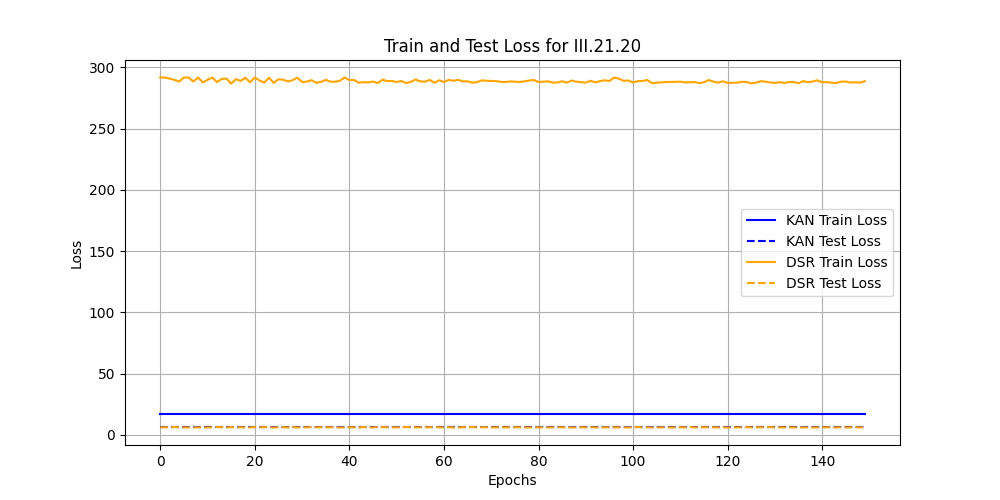 Train and Test Loss for III.21.20
300
250
200
150
100
50
0
Loss
KAN Train Loss
KAN Test Loss
DSR Train Loss
DSR Test Loss
0 20 40 60 80 100 120 140
Epochs